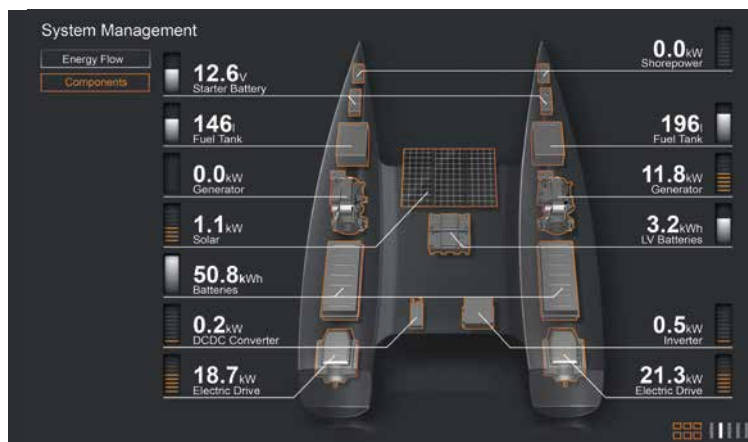 System Management
Energy Flow
Components
12.6V
Starter Battery
146l
Fuel Tank
0.0kW
Generator
1.1kW
Solar
50.8kWh
Batteries
0.2kW
DCDC Converter
18.7kW
Electric Drive
0.0kW
Shorepower
196l
Fuel Tank
11.8kW
Generator
3.2kWh
LV Batteries
0.5kW
Inverter
21.3kW
Electric Drive